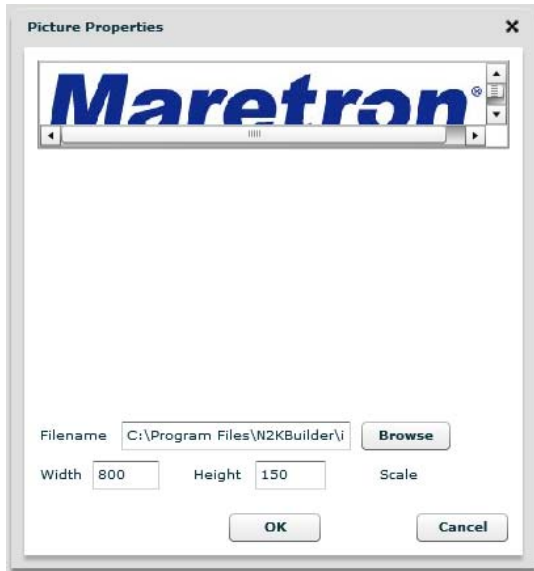 Picture Properties
Maretron®
Filename C:\Program Files\N2KBuilder\i Browse
Width 800 Height 150 Scale
OK Cancel